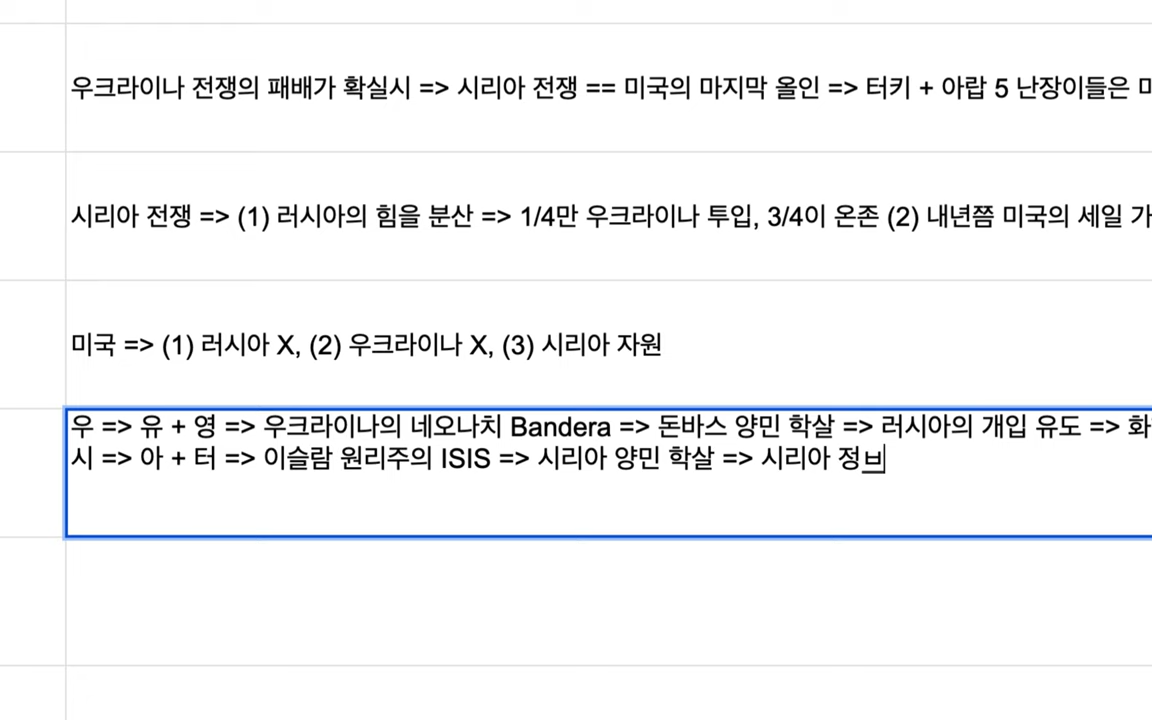 우크라이나 전쟁의 패배가 확실시 => 시리아 전쟁 == 미국의 마지막 올인 => 터키 + 아랍 5 난장이들은
시리아 전쟁 => (1) 러시아의 힘을 분산 => 1/4만 우크라이나 투입, 3/4이 온존 (2) 내년쯤 미국의 세일 가
미국 => (1) 러시아 X, (2) 우크라이나 X, (3) 시리아 자원
우 => 유 + 영 => 우크라이나의 네오나치 Bandera => 돈바스 양민 학살 => 러시아의 개입 유도 => 화
시 => 아 + 터 => 이슬람 원리주의 ISIS => 시리아 양민 학살 => 시리아 정ㅂ